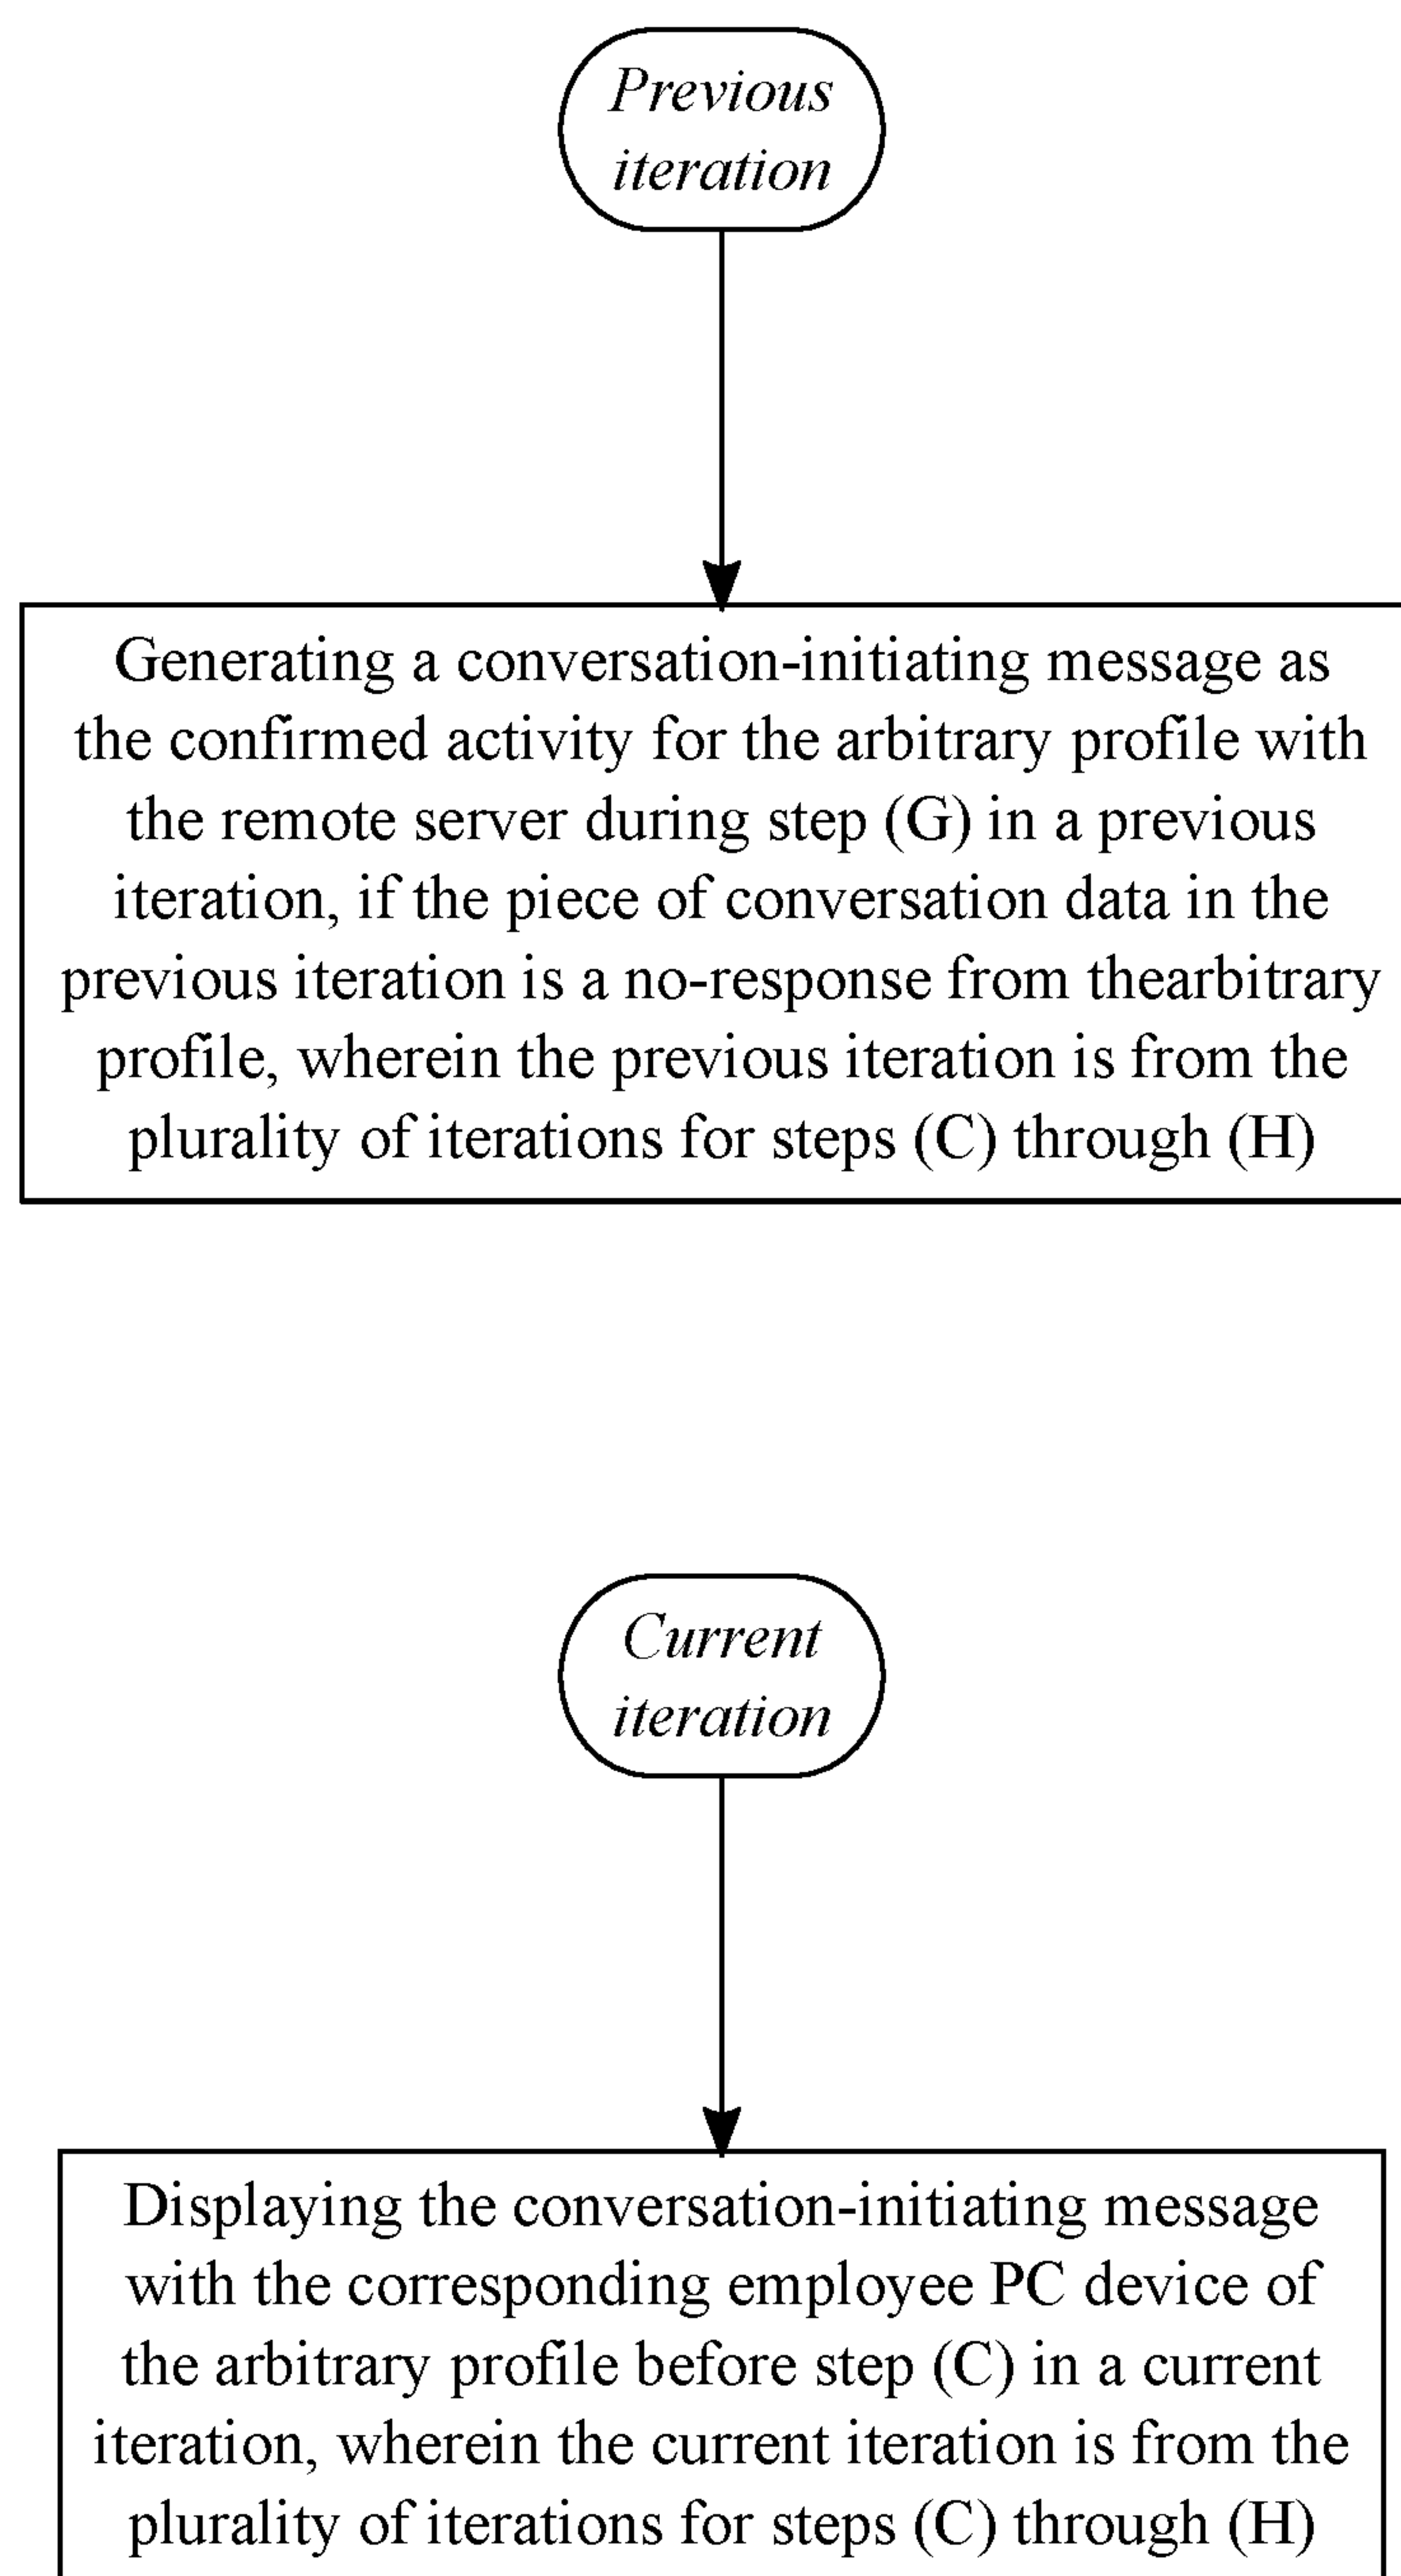 Previous
iteration
Generating a conversation-initiating message as
the confirmed activity for the arbitrary profile with
the remote server during step (G) in a previous
iteration, if the piece of conversation data in the
previous iteration is a no-response from thearbitrary
profile, wherein the previous iteration is from the
plurality of iterations for steps (C) through (H)
Current
iteration
Displaying the conversation-initiating message
with the corresponding employee PC device of
the arbitrary profile before step (C) in a current
iteration, wherein the current iteration is from the
plurality of iterations for steps (C) through (H)